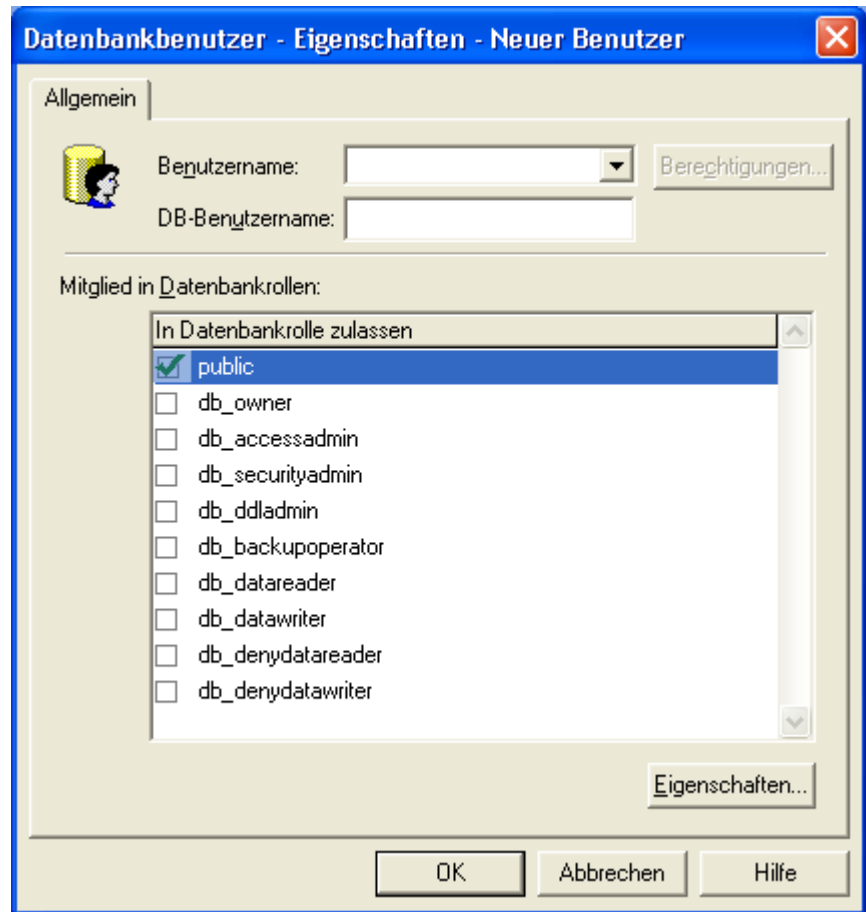 Datenbankbenutzer - Eigenschaften - Neuer Benutzer
Allgemein
Benutzername:
Berechtigungen...
DB-Benutzername:
Mitglied in Datenbankrollen:
In Datenbankrolle zulassen
public
db_owner
db_accessadmin
db_securityadmin
db_ddladmin
db_backupoperator
db_datareader
db_datawriter
db_denydatareader
db_denydatawriter
Eigenschaften...
OK Abbrechen Hilfe